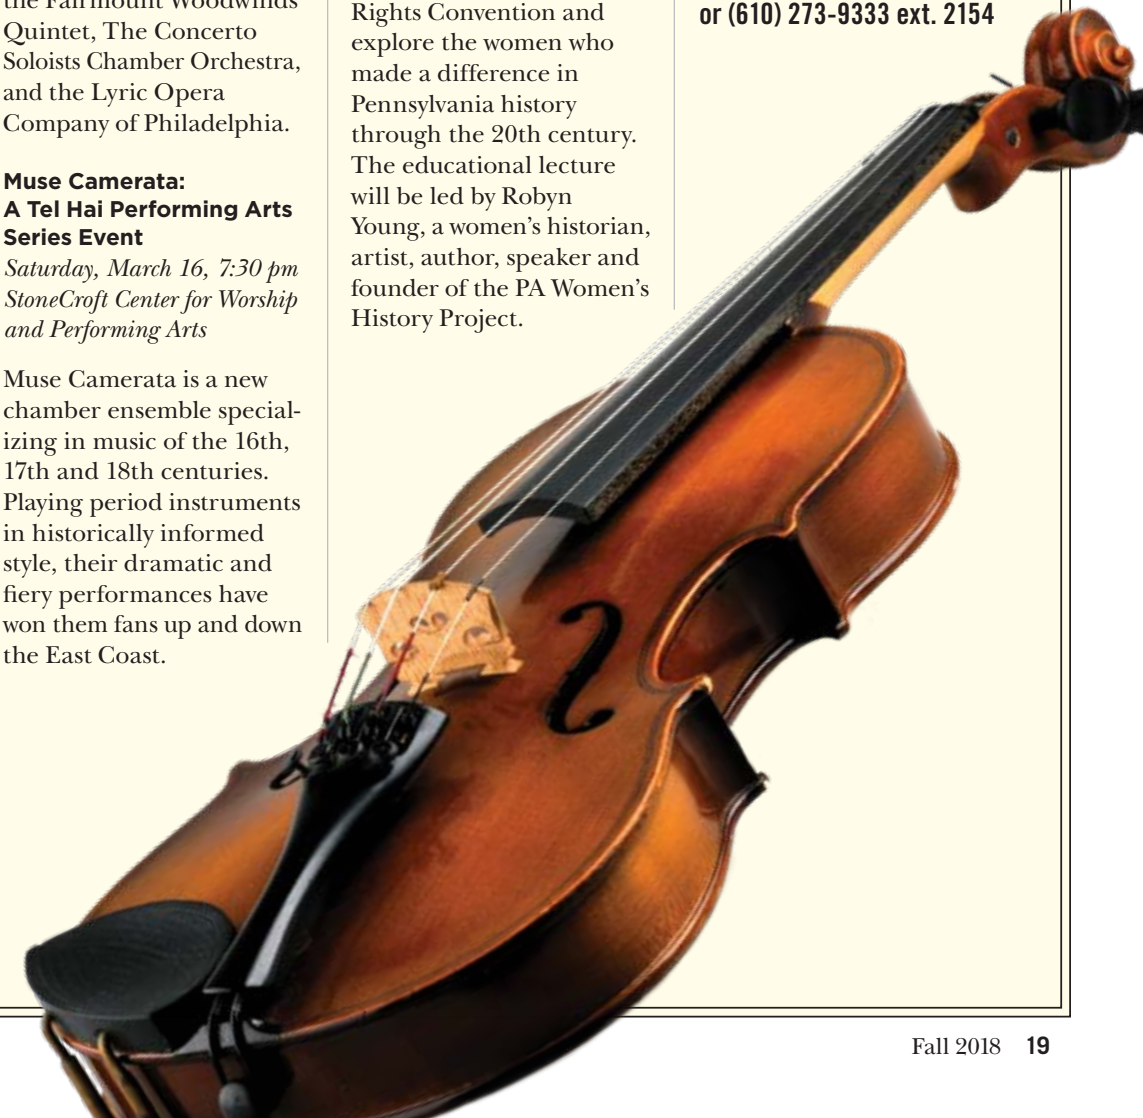 the Fairmount Woodwinds
Quintet, The Concerto
Soloists Chamber Orchestra,
and the Lyric Opera
Company of Philadelphia.
Muse Camerata:
A Tel Hai Performing Arts
Series Event
Saturday, March 16, 7:30 pm
StoneCroft Center for Worship
and Performing Arts
Muse Camerata is a new
chamber ensemble special-
izing in music of the 16th,
17th and 18th centuries.
Playing period instruments
in historically informed
style, their dramatic and
fiery performances have
won them fans up and down
the East Coast.
Rights Convention and
explore the women who
made a difference in
Pennsylvania history
through the 20th century.
The educational lecture
will be led by Robyn
Young, a women’s historian,
artist, author, speaker and
founder of the PA Women’s
History Project.
or (610) 273-9333 ext. 2154
Fall 2018 19